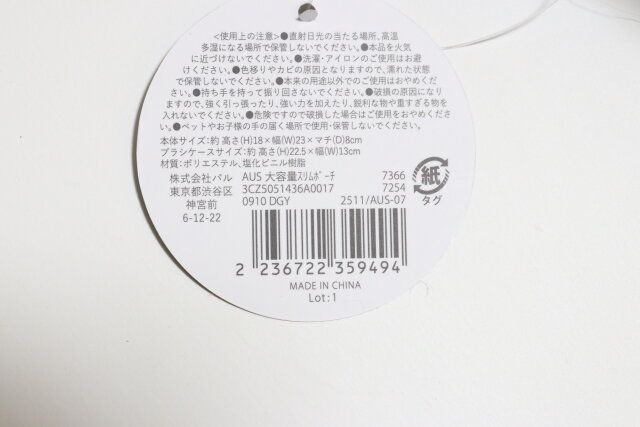 <使用上の注意>●直射日光の当たる場所、高温
多湿になる場所で保管しないでください。●本品を火気
に近づけないでください。●洗濯・アイロンのご使用はお避
けください。●色移りやカビの原因となりますので、濡れた状態
で保管しないでください。●本来の用途以外でのご使用はおやめくだ
さい。●持ち手を持って振り回さないでください。●破損の原因になり
ますので、強く引っ張ったり、強い力を加えたり、鋭利な物や重すぎる物を
入れないでください。●危険ですので破損した場合はご使用をおやめくださ
い。●ペットやお子様の手の届く場所で使用・保管しないでください。
本体サイズ:約 高さ(H)18×幅(W)23×マチ(D)8cm
ブラシケースサイズ:約 高さ(H)22.5×幅(W)13cm
材質:ポリエステル、塩化ビニル樹脂
株式会社パル AUS 大容量スリムポーチ 7366
東京都渋谷区 3CZS051436A0017 7254
神宮前 0910 DGY 2511/AUS-07
6-12-22
紙
タグ
2 236722 359494
MADE IN CHINA
Lot:1